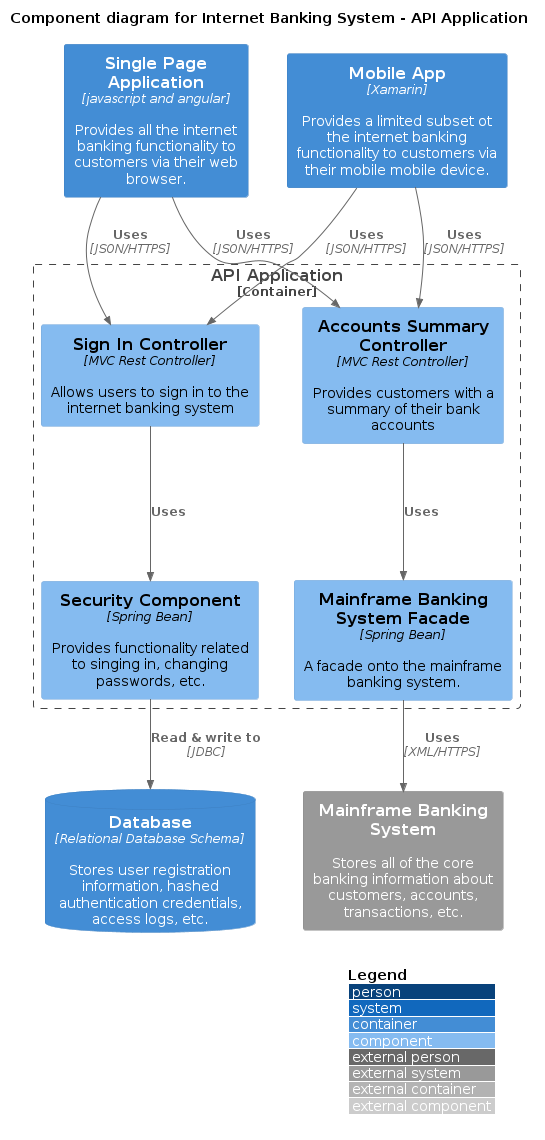 Component diagram for Internet Banking System - API Application
Single Page
Application
[javascript and angular]
Provides all the internet
banking functionality to
customers via their web
browser.
Mobile App
[Xamarin]
Provides a limited subset ot
the internet banking
functionality to customers via
their mobile mobile device.
Uses
[JSON/HTTPS]
Uses
[JSON/HTTPS]
Uses
[JSON/HTTPS]
Uses
[JSON/HTTPS]
API Application
[Container]
Sign In Controller
[MVC Rest Controller]
Allows users to sign in to the
internet banking system
Accounts Summary
Controller
[MVC Rest Controller]
Provides customers with a
summary of their bank
accounts
Uses
Uses
Security Component
[Spring Bean]
Provides functionality related
to singing in, changing
passwords, etc.
Mainframe Banking
System Facade
[Spring Bean]
A facade onto the mainframe
banking system.
Read & write to
[JDBC]
Uses
[XML/HTTPS]
Database
[Relational Database Schema]
Stores user registration
information, hashed
authentication credentials,
access logs, etc.
Mainframe Banking
System
Stores all of the core
banking information about
customers, accounts,
transactions, etc.
Legend
person
system
container
component
external person
external system
external container
external component